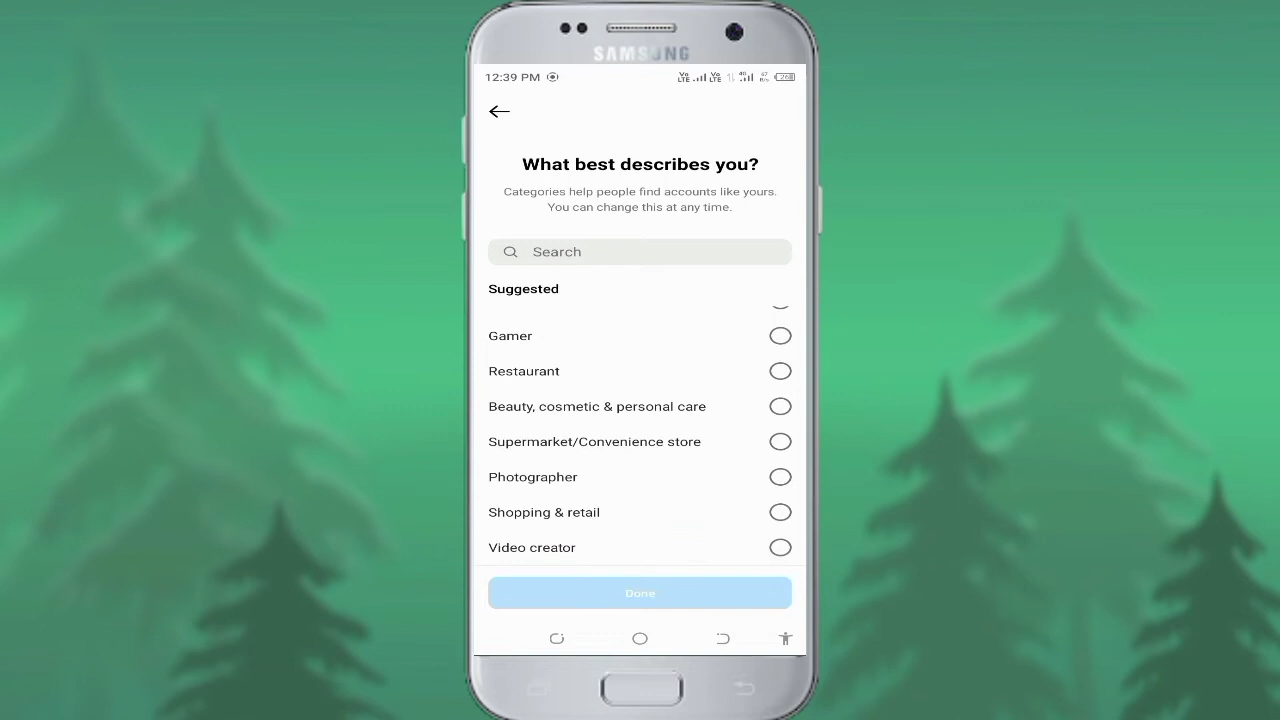 SAMSUNG
12:39 PM
What best describes you?
Categories help people find accounts like yours.
You can change this at any time.
Search
Suggested
Gamer
Restaurant
Beauty, cosmetic & personal care
Supermarket/Convenience store
Photographer
Shopping & retail
Video creator
Done